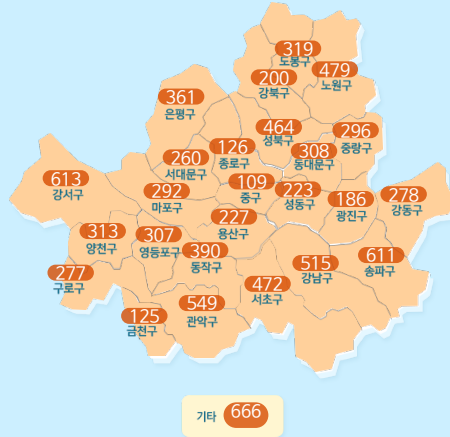 319
도봉구
479
노원구
200
강북구
361
은평구
464
성북구
296
중랑구
126
종로구
308
동대문구
260
서대문구
613
강서구
292
마포구
109
중구
223
성동구
186
광진구
278
강동구
227
용산구
313
양천구
307
영등포구
390
동작구
515
강남구
611
송파구
277
구로구
472
서초구
549
관악구
125
금천구
기타 666